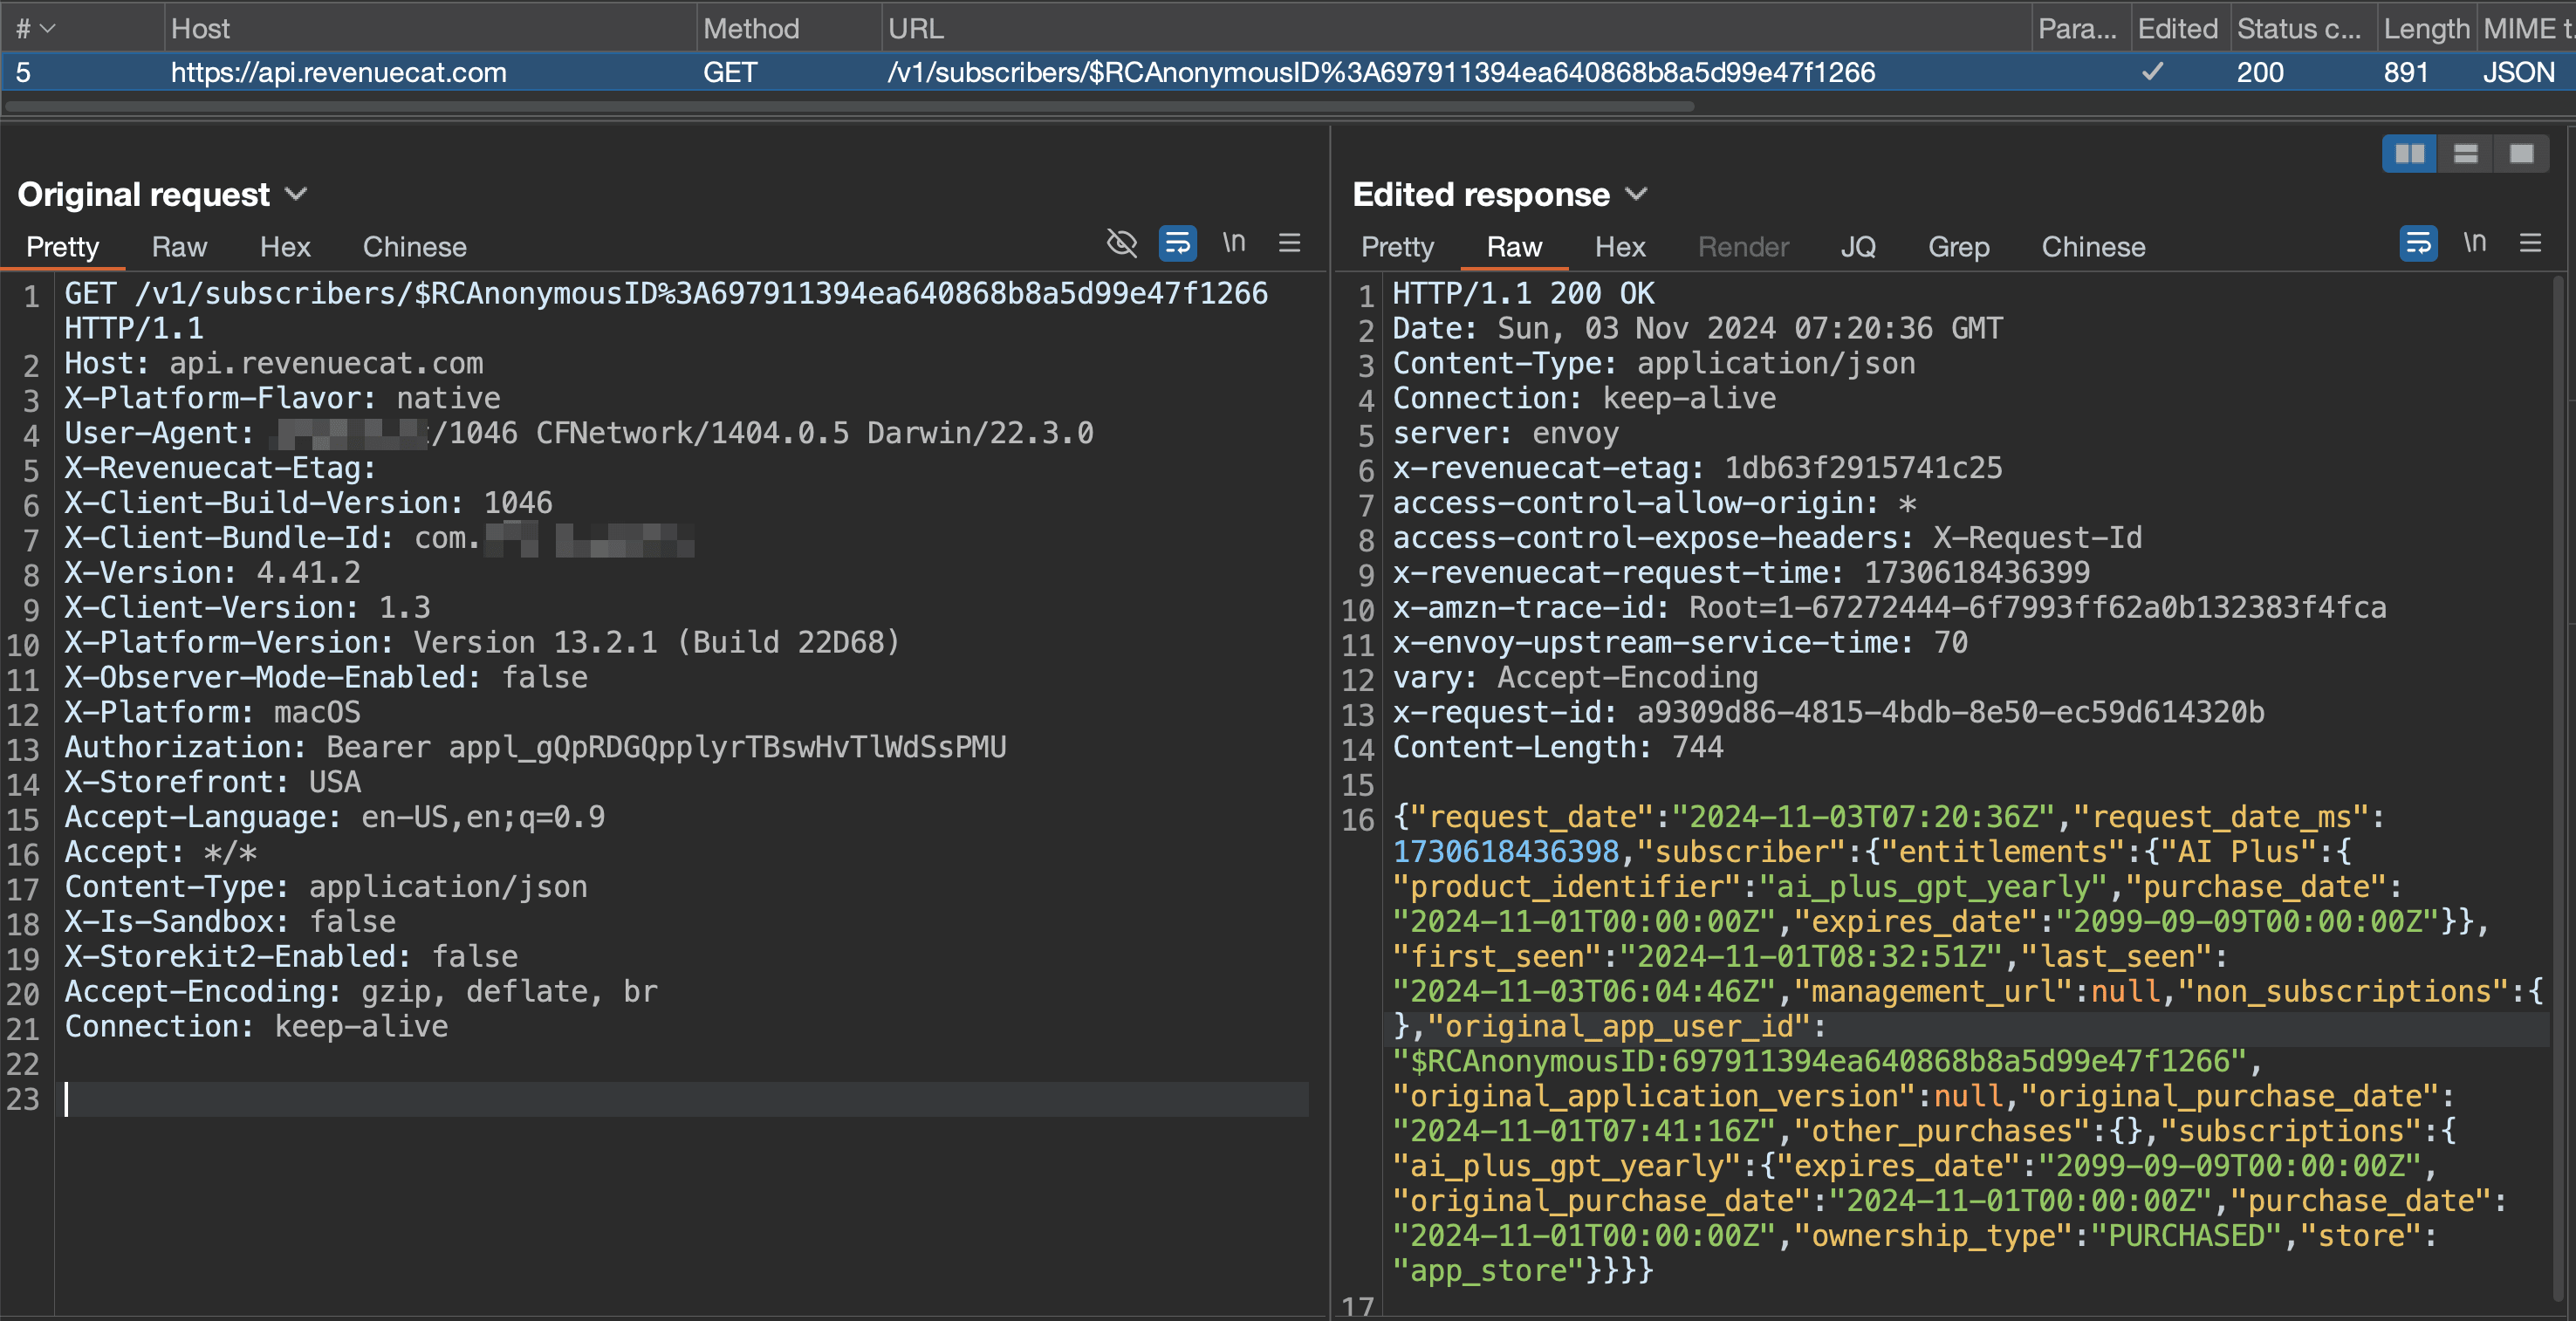 # Host Method URL Para... Edited Status c... Length MIME t.
5 https://api.revenuecat.com GET /v1/subscribers/$RCAnonymousID%3A697911394ea640868b8a5d99e47f1266 ✓ 200 891 JSON
Original request
Pretty Raw Hex Chinese \n
1 GET /v1/subscribers/$RCAnonymousID%3A697911394ea640868b8a5d99e47f1266
HTTP/1.1
2 Host: api.revenuecat.com
3 X-Platform-Flavor: native
4 User-Agent: /1046 CFNetwork/1404.0.5 Darwin/22.3.0
5 X-Revenuecat-Etag:
6 X-Client-Build-Version: 1046
7 X-Client-Bundle-Id: com.
8 X-Version: 4.41.2
9 X-Client-Version: 1.3
10 X-Platform-Version: Version 13.2.1 (Build 22D68)
11 X-Observer-Mode-Enabled: false
12 X-Platform: macOS
13 Authorization: Bearer appl_gQpRDGQpplyrTBswHvTlWdSsPMU
14 X-Storefront: USA
15 Accept-Language: en-US,en;q=0.9
16 Accept: */*
17 Content-Type: application/json
18 X-Is-Sandbox: false
19 X-Storekit2-Enabled: false
20 Accept-Encoding: gzip, deflate, br
21 Connection: keep-alive
22
23
Edited response
Pretty Raw Hex Render JQ Grep Chinese \n
1 HTTP/1.1 200 OK
2 Date: Sun, 03 Nov 2024 07:20:36 GMT
3 Content-Type: application/json
4 Connection: keep-alive
5 server: envoy
6 x-revenuecat-etag: 1db63f2915741c25
7 access-control-allow-origin: *
8 access-control-expose-headers: X-Request-Id
9 x-revenuecat-request-time: 1730618436399
10 x-amzn-trace-id: Root=1-67272444-6f7993ff62a0b132383f4fca
11 x-envoy-upstream-service-time: 70
12 vary: Accept-Encoding
13 x-request-id: a9309d86-4815-4bdb-8e50-ec59d614320b
14 Content-Length: 744
15
16 {"request_date":"2024-11-03T07:20:36Z","request_date_ms":
1730618436398,"subscriber":{"entitlements":{"AI Plus":{
"product_identifier":"ai_plus_gpt_yearly","purchase_date":
"2024-11-01T00:00:00Z","expires_date":"2099-09-09T00:00:00Z"}},
"first_seen":"2024-11-01T08:32:51Z","last_seen":
"2024-11-03T06:04:46Z","management_url":null,"non_subscriptions":{
},"original_app_user_id":
"$RCAnonymousID:697911394ea640868b8a5d99e47f1266",
"original_application_version":null,"original_purchase_date":
"2024-11-01T07:41:16Z","other_purchases":{},"subscriptions":{
"ai_plus_gpt_yearly":{"expires_date":"2099-09-09T00:00:00Z",
"original_purchase_date":"2024-11-01T00:00:00Z","purchase_date":
"2024-11-01T00:00:00Z","ownership_type":"PURCHASED","store":
"app_store"}}}}
17